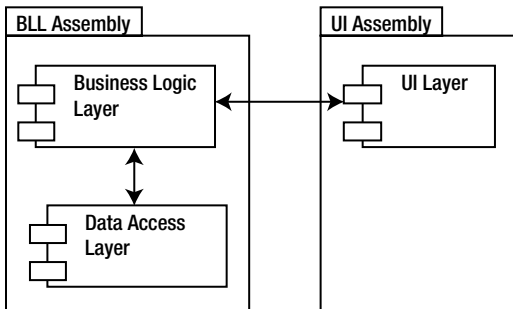 BLL Assembly
UI Assembly
Business Logic
Layer
UI Layer
Data Access
Layer